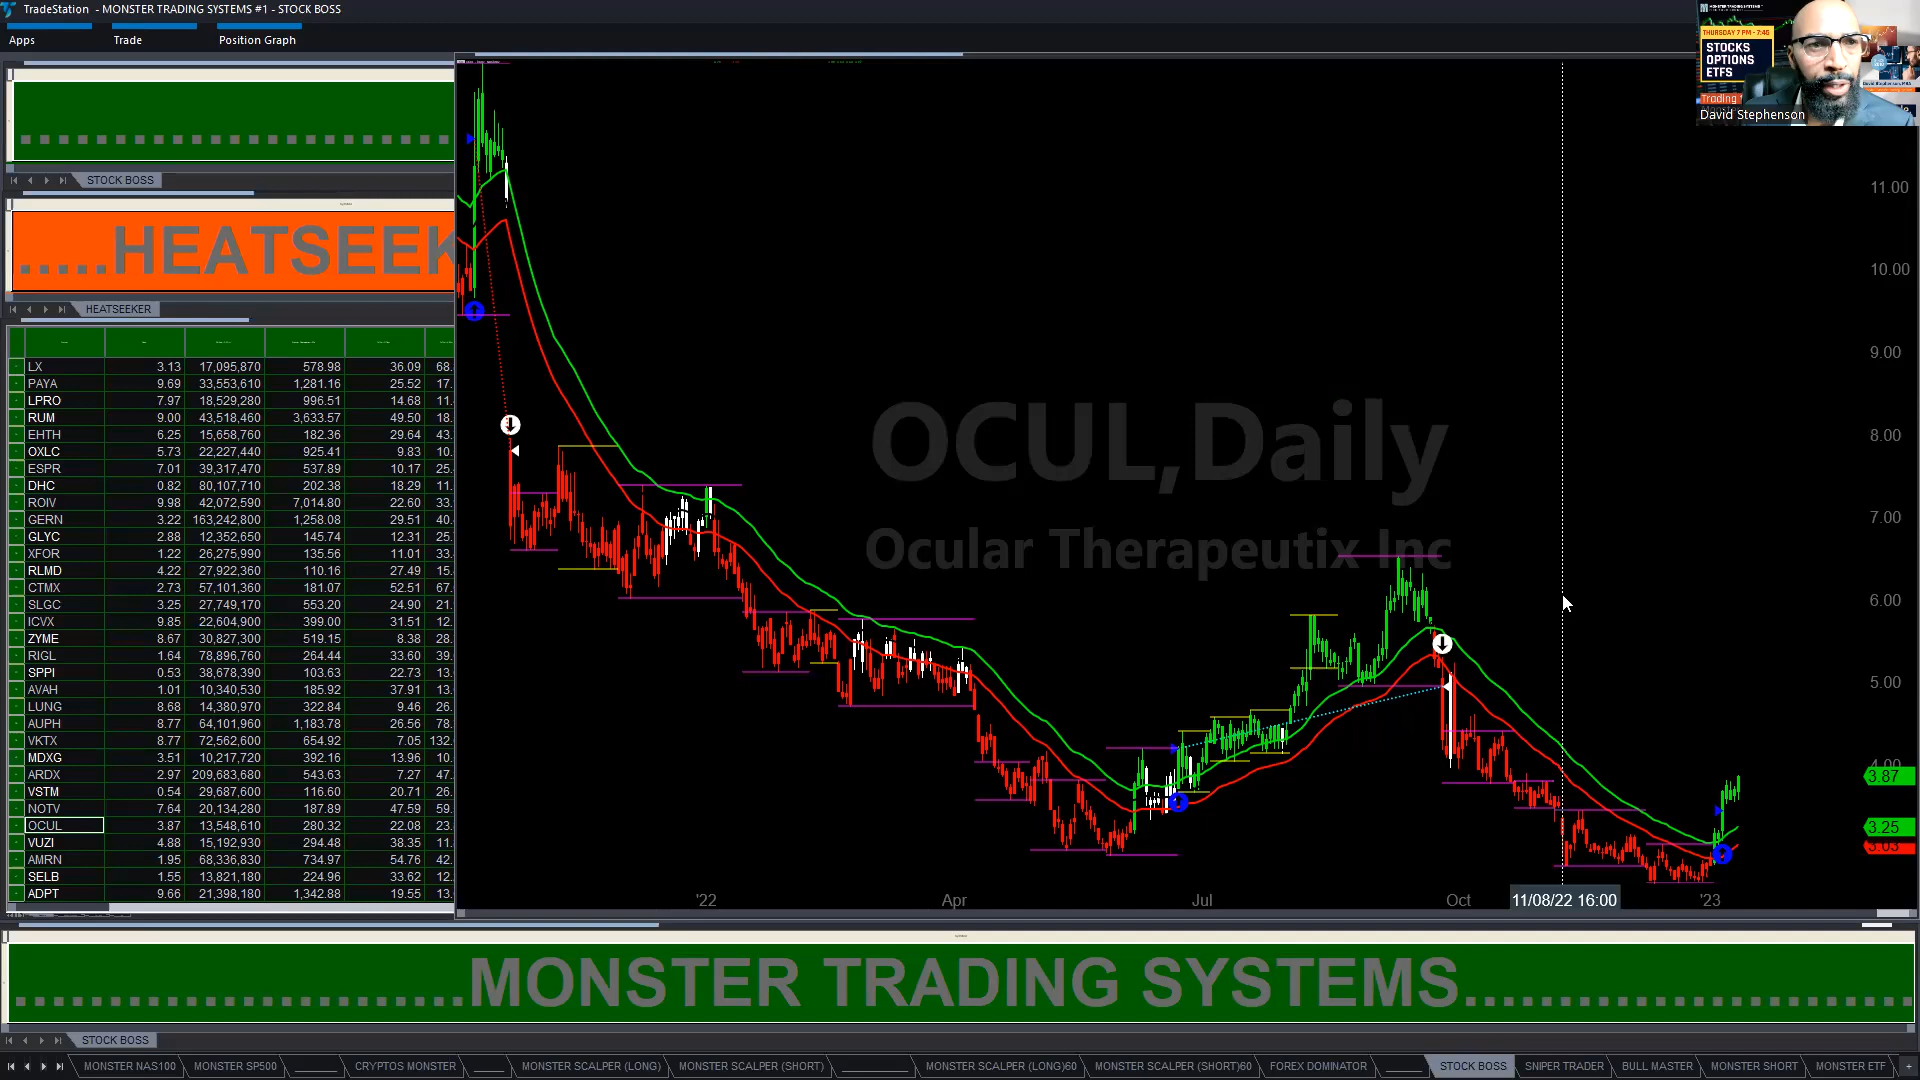 TradeStation - MONSTER TRADING SYSTEMS #1 - STOCK BOSS
Apps Trade Position Graph
THURSDAY 7 PM - 7:45
STOCKS
OPTIONS
ETFS
Trading
David Stephenson
STOCK BOSS
.....HEATSEEK
HEATSEEKER
LX 3.13 17,095,870 578.98 36.09 68.
PAYA 9.69 33,553,610 1,281.16 25.52 17.
LPRO 7.97 18,529,280 996.51 14.68 11.
RUM 9.00 43,518,460 3,633.57 49.50 18.
EHTH 6.25 15,658,760 182.36 29.64 43.
OXLC 5.73 22,227,440 925.41 9.83 10.
ESPR 7.01 39,317,470 537.89 10.17 25.
DHC 0.82 80,107,710 202.38 18.29 11.
ROIV 9.98 42,072,590 7,014.80 22.60 33.
GERN 3.22 163,242,800 1,258.08 29.51 40.
GLYC 2.88 12,352,650 145.74 12.31 25.
XFOR 1.22 26,275,990 135.56 11.01 33.
RLMD 4.22 27,922,360 110.16 27.49 15.
CTMX 2.73 57,101,360 181.07 52.51 67.
SLGC 3.25 27,749,170 553.20 24.90 21.
ICVX 9.85 22,604,900 399.00 31.51 12.
ZYME 8.67 30,827,300 519.15 8.38 28.
RIGL 1.64 78,896,760 264.44 33.60 39.
SPPI 0.53 38,678,390 103.63 22.73 13.
AVAH 1.01 10,340,530 185.92 37.91 13.
LUNG 8.68 14,380,970 322.84 9.46 26.
AUPH 8.77 64,101,960 1,183.78 26.56 78.
VKTX 8.77 72,562,600 654.92 7.05 132.
MDXG 3.51 10,217,720 392.16 13.96 10.
ARDX 2.97 209,683,680 543.63 7.27 47.
VSTM 0.54 29,687,600 116.60 20.71 26.
NOTV 7.64 20,134,280 187.89 47.59 59.
OCUL 3.87 13,548,610 280.32 22.08 23.
VUZI 4.88 15,192,930 294.48 38.35 11.
AMRN 1.95 68,336,830 734.97 54.76 42.
SELB 1.55 13,821,180 224.96 33.62 12.
ADPT 9.66 21,398,180 1,342.88 19.55 13.
OCUL,Daily
Ocular Therapeutix Inc
11.00
10.00
9.00
8.00
7.00
6.00
5.00
4.00
3.87
3.25
3.03
'22 Apr Jul Oct 11/08/22 16:00 '23
.......................MONSTER TRADING SYSTEMS.......................
STOCK BOSS
MONSTER NAS100 MONSTER SP500 CRYPTOS MONSTER MONSTER SCALPER (LONG) MONSTER SCALPER (SHORT) MONSTER SCALPER (LONG)60 MONSTER SCALPER (SHORT)60 FOREX DOMINATOR STOCK BOSS SNIPER TRADER BULL MASTER MONSTER SHORT MONSTER ETF